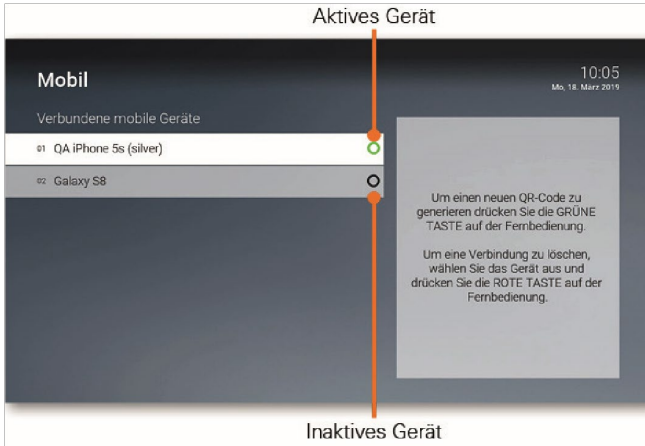 Aktives Gerät
Mobil
10:05
Mo, 18. März 2019
Verbundene mobile Geräte
01 QA iPhone 5s (silver)
02 Galaxy S8
Um einen neuen QR-Code zu
generieren drücken Sie die GRÜNE
TASTE auf der Fernbedienung.
Um eine Verbindung zu löschen,
wählen Sie das Gerät aus und
drücken Sie die ROTE TASTE auf der
Fernbedienung.
Inaktives Gerät